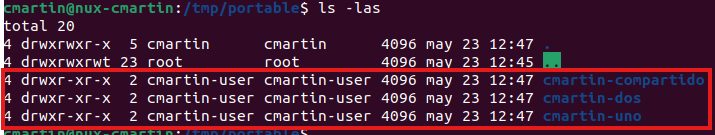 cmartin@nux-cmartin:/tmp/portable$ ls -las
total 20
4 drwxrwxr-x  5 cmartin      cmartin      4096 may 23 12:47 .
4 drwxrwxrwt 23 root         root         4096 may 23 12:45 ..
4 drwxr-xr-x  2 cmartin-user cmartin-user 4096 may 23 12:47 cmartin-compartido
4 drwxr-xr-x  2 cmartin-user cmartin-user 4096 may 23 12:47 cmartin-dos
4 drwxr-xr-x  2 cmartin-user cmartin-user 4096 may 23 12:47 cmartin-uno